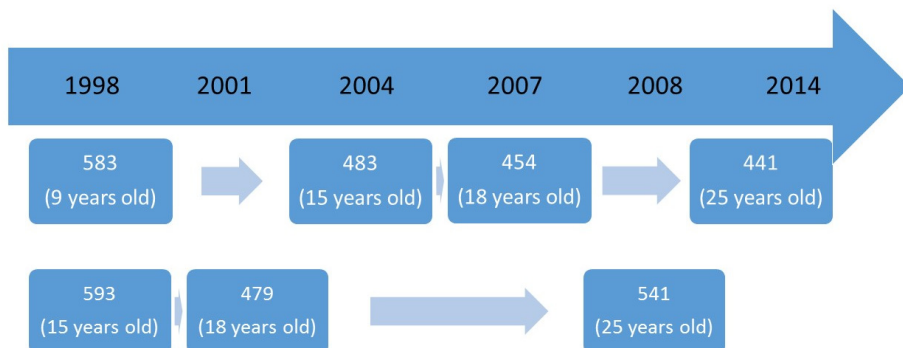 1998 2001 2004 2007 2008 2014
583 483 454 441
(9 years old) (15 years old) (18 years old) (25 years old)
593 479 541
(15 years old) (18 years old) (25 years old)